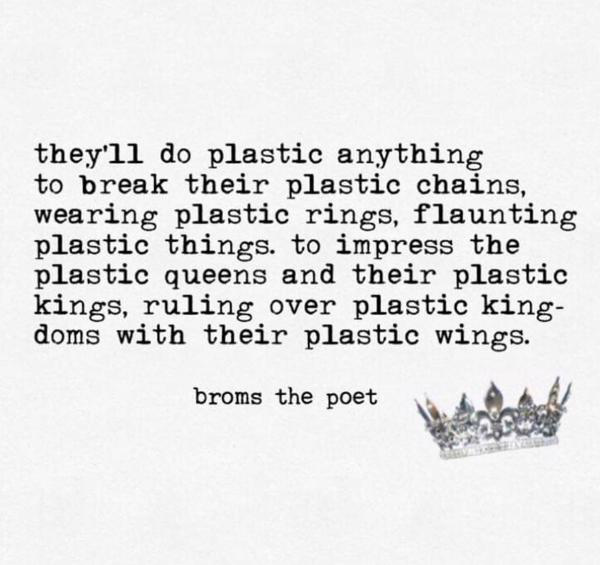 they'll do plastic anything
to break their plastic chains,
wearing plastic rings, flaunting
plastic things. to impress the
plastic queens and their plastic
kings, ruling over plastic king-
doms with their plastic wings.
broms the poet